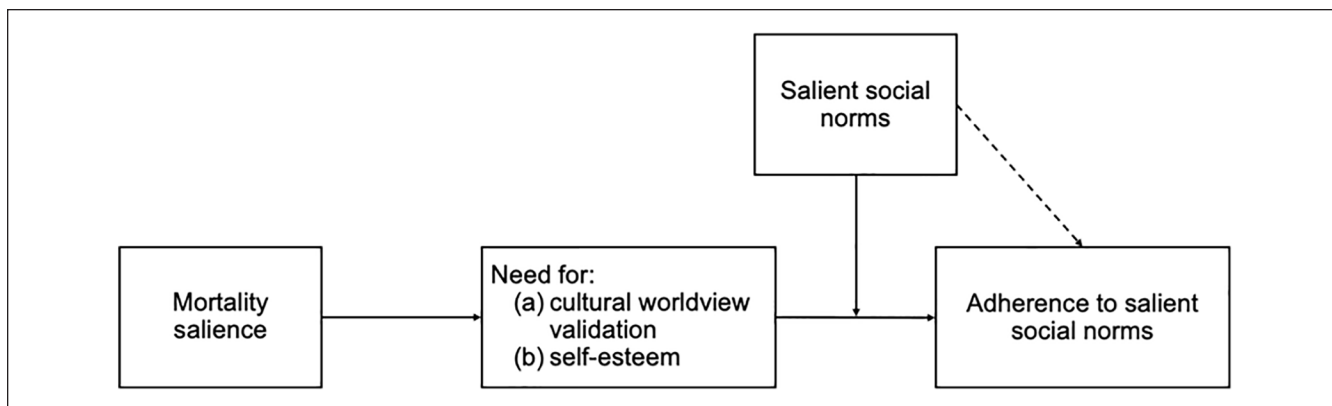 Salient social
norms
Mortality
salience
Need for:
(a) cultural worldview
validation
(b) self-esteem
Adherence to salient
social norms